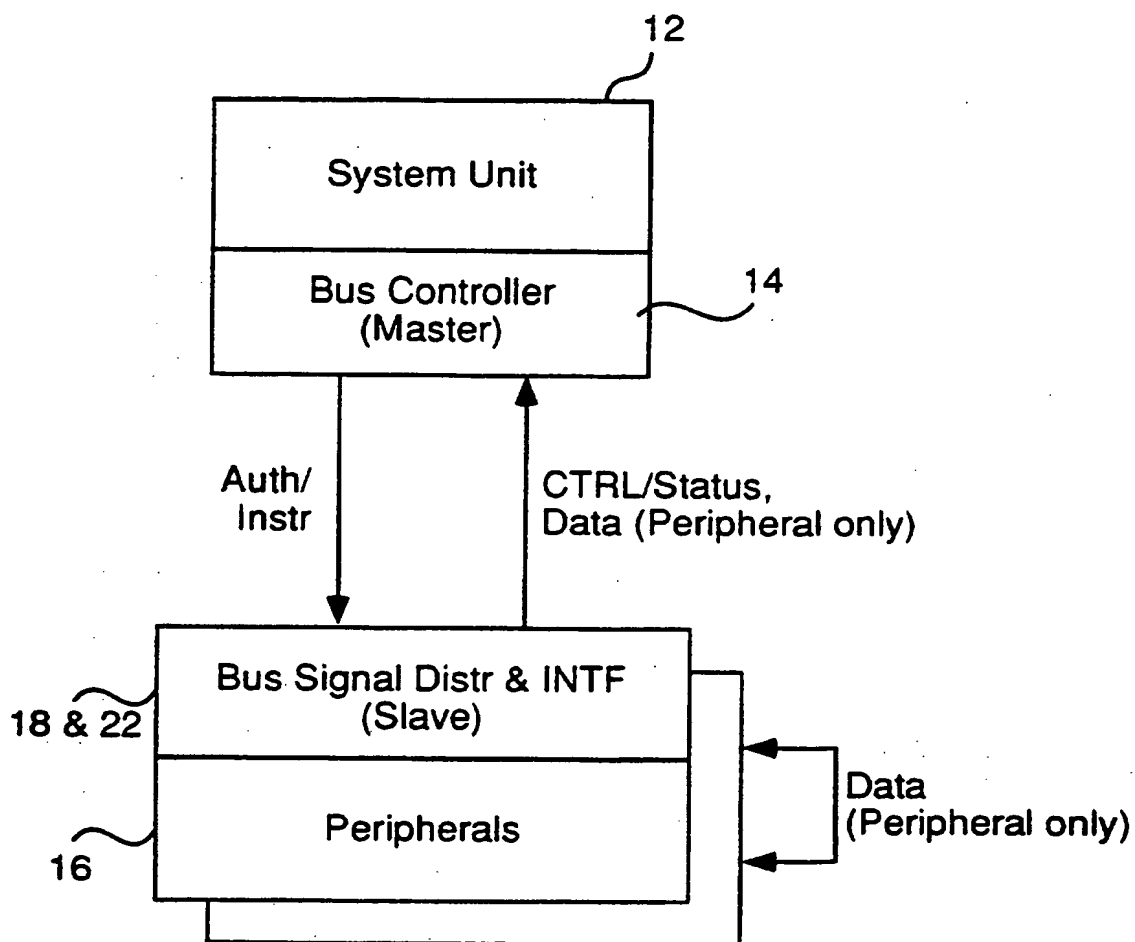 12
System Unit
Bus Controller
(Master)
14
Auth/
Instr
CTRL/Status,
Data (Peripheral only)
Bus Signal Distr & INTF
(Slave)
18 & 22
Peripherals
16
Data
(Peripheral only)